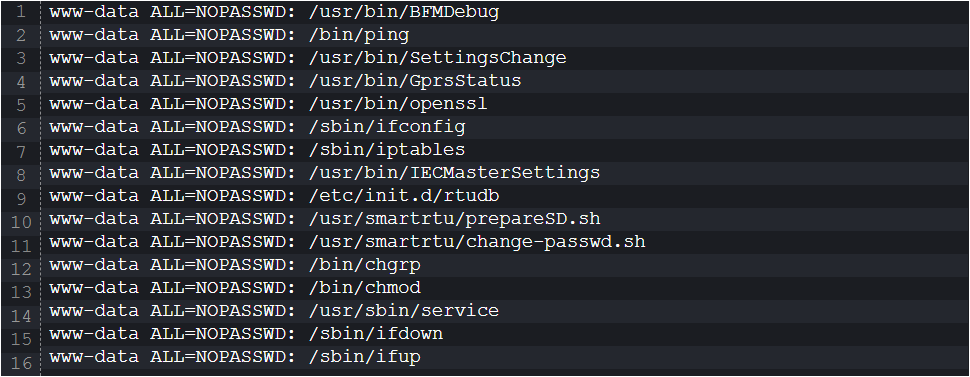 1 www-data ALL=NOPASSWD: /usr/bin/BFMDebug
2 www-data ALL=NOPASSWD: /bin/ping
3 www-data ALL=NOPASSWD: /usr/bin/SettingsChange
4 www-data ALL=NOPASSWD: /usr/bin/GprsStatus
5 www-data ALL=NOPASSWD: /usr/bin/openssl
6 www-data ALL=NOPASSWD: /sbin/ifconfig
7 www-data ALL=NOPASSWD: /sbin/iptables
8 www-data ALL=NOPASSWD: /usr/bin/IECMasterSettings
9 www-data ALL=NOPASSWD: /etc/init.d/rtudb
10 www-data ALL=NOPASSWD: /usr/smartrtu/prepareSD.sh
11 www-data ALL=NOPASSWD: /usr/smartrtu/change-passwd.sh
12 www-data ALL=NOPASSWD: /bin/chgrp
13 www-data ALL=NOPASSWD: /bin/chmod
14 www-data ALL=NOPASSWD: /usr/sbin/service
15 www-data ALL=NOPASSWD: /sbin/ifdown
16 www-data ALL=NOPASSWD: /sbin/ifup